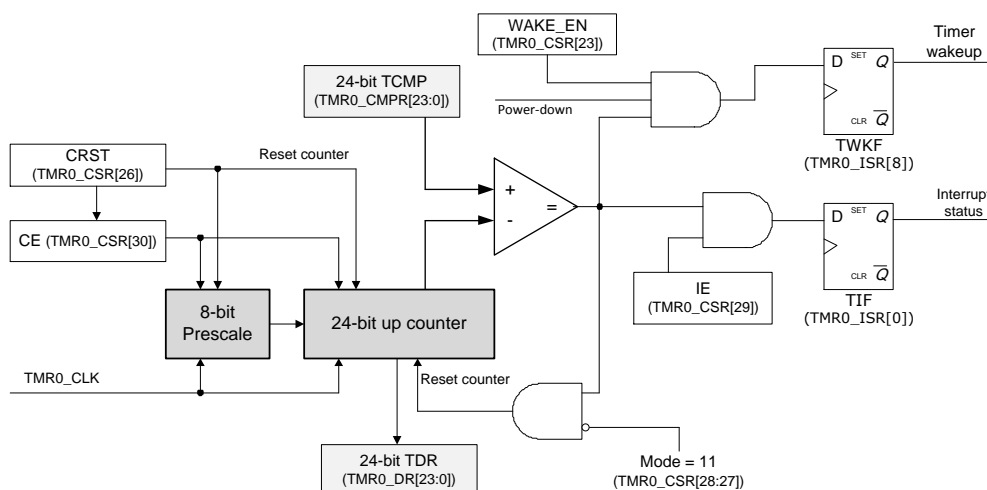 WAKE_EN
(TMR0_CSR[23])
Timer
wakeup
D SET Q
CLR Q
TWKF
(TMR0_ISR[8])
24-bit TCMP
(TMR0_CMPR[23:0])
Power-down
CRST
(TMR0_CSR[26])
Reset counter
CE (TMR0_CSR[30])
+
-
=
Interrupt
status
D SET Q
CLR Q
TIF
(TMR0_ISR[0])
IE
(TMR0_CSR[29])
8-bit
Prescale
24-bit up counter
TMR0_CLK
Reset counter
24-bit TDR
(TMR0_DR[23:0])
Mode = 11
(TMR0_CSR[28:27])